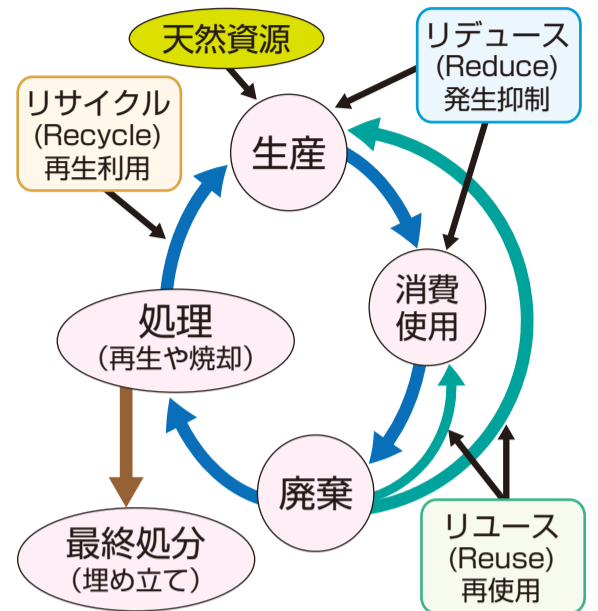 天然資源
リデュース
(Reduce)
発生抑制
リサイクル
(Recycle)
再生利用
生産
消費
使用
処理
(再生や焼却)
廃棄
最終処分
(埋め立て)
リユース
(Reuse)
再使用